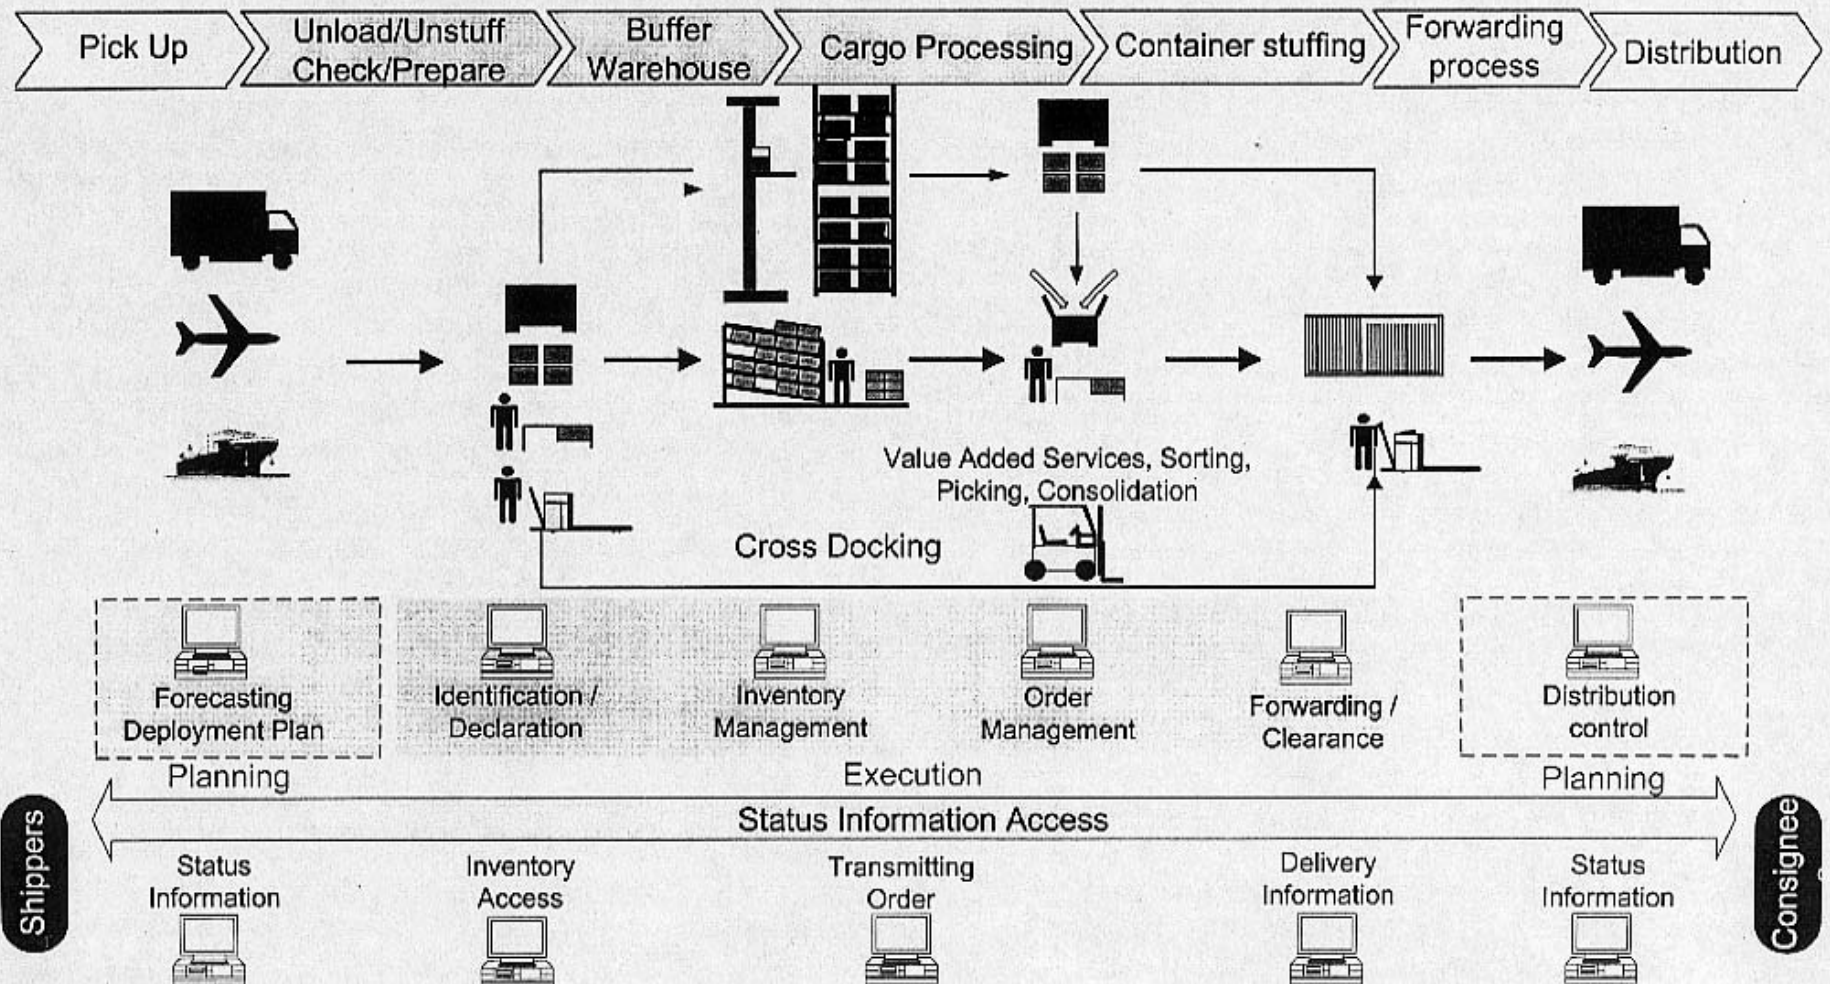 Pick Up
Unload/Unstuff
Check/Prepare
Buffer
Warehouse
Cargo Processing
Container stuffing
Forwarding
process
Distribution
Value Added Services, Sorting,
Picking, Consolidation
Cross Docking
Forecasting
Deployment Plan
Identification /
Declaration
Inventory
Management
Order
Management
Forwarding /
Clearance
Distribution
control
Planning
Execution
Planning
Shippers
Status Information Access
Consignee
Status
Information
Inventory
Access
Transmitting
Order
Delivery
Information
Status
Information